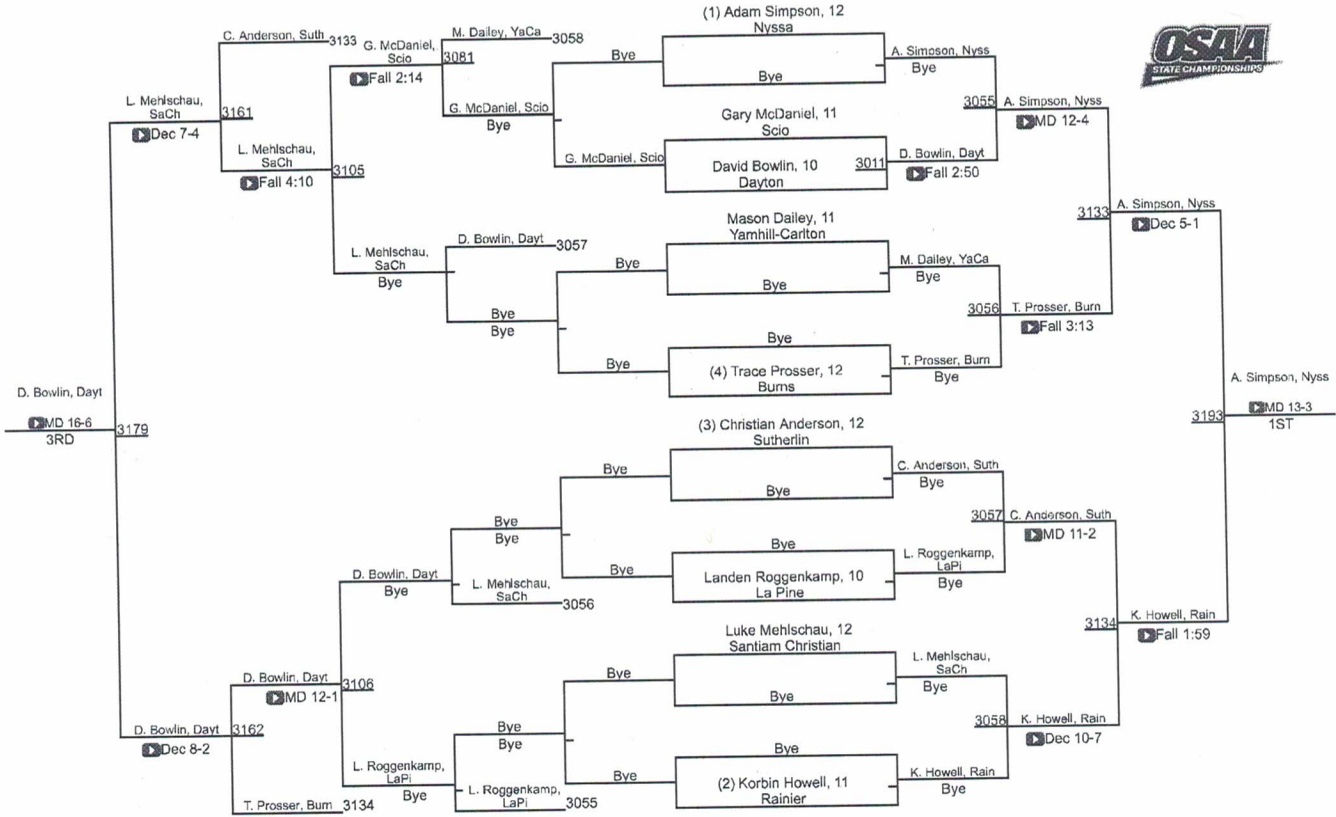 OSAA
STATE CHAMPIONSHIPS
C. Anderson, Suth 3133
L. Mehlschau,
SaCh
Dec 7-4
3161
L. Mehlschau,
SaCh
Fall 4:10
G. McDaniel,
Scio
Fall 2:14
3081
M. Dailey, YaCa 3058
G. McDaniel, Scio
Bye
3105
L. Mehlschau,
SaCh
Bye
D. Bowlin, Dayt 3057
Bye
Bye
D. Bowlin, Dayt
MD 16-6
3RD
3179
Bye
G. McDaniel, Scio
Bye
Bye
(1) Adam Simpson, 12
Nyssa
Bye
Gary McDaniel, 11
Scio
David Bowlin, 10
Dayton
3011
Mason Dailey, 11
Yamhill-Carlton
Bye
Bye
(4) Trace Prosser, 12
Burns
A. Simpson, Nyss
Bye
3055
D. Bowlin, Dayt
Fall 2:50
A. Simpson, Nyss
MD 12-4
M. Dailey, YaCa
Bye
3056
T. Prosser, Burn
Bye
T. Prosser, Burn
Fall 3:13
3133
A. Simpson, Nyss
Dec 5-1
A. Simpson, Nyss
MD 13-3
1ST
3193
(3) Christian Anderson, 12
Sutherlin
Bye
Bye
Landen Roggenkamp, 10
La Pine
Luke Mehlschau, 12
Santiam Christian
Bye
Bye
(2) Korbin Howell, 11
Rainier
C. Anderson, Suth
Bye
3057
L. Roggenkamp,
LaPi
Bye
C. Anderson, Suth
MD 11-2
L. Mehlschau,
SaCh
Bye
3058
K. Howell, Rain
Bye
K. Howell, Rain
Dec 10-7
3134
K. Howell, Rain
Fall 1:59
Bye
Bye
Bye
Bye
Bye
Bye
D. Bowlin, Dayt
Bye
L. Mehlschau,
SaCh 3056
Bye
Bye
L. Roggenkamp,
LaPi
Bye
L. Roggenkamp,
LaPi 3055
D. Bowlin, Dayt
MD 12-1
3106
D. Bowlin, Dayt
Dec 8-2
3162
T. Prosser, Burn 3134